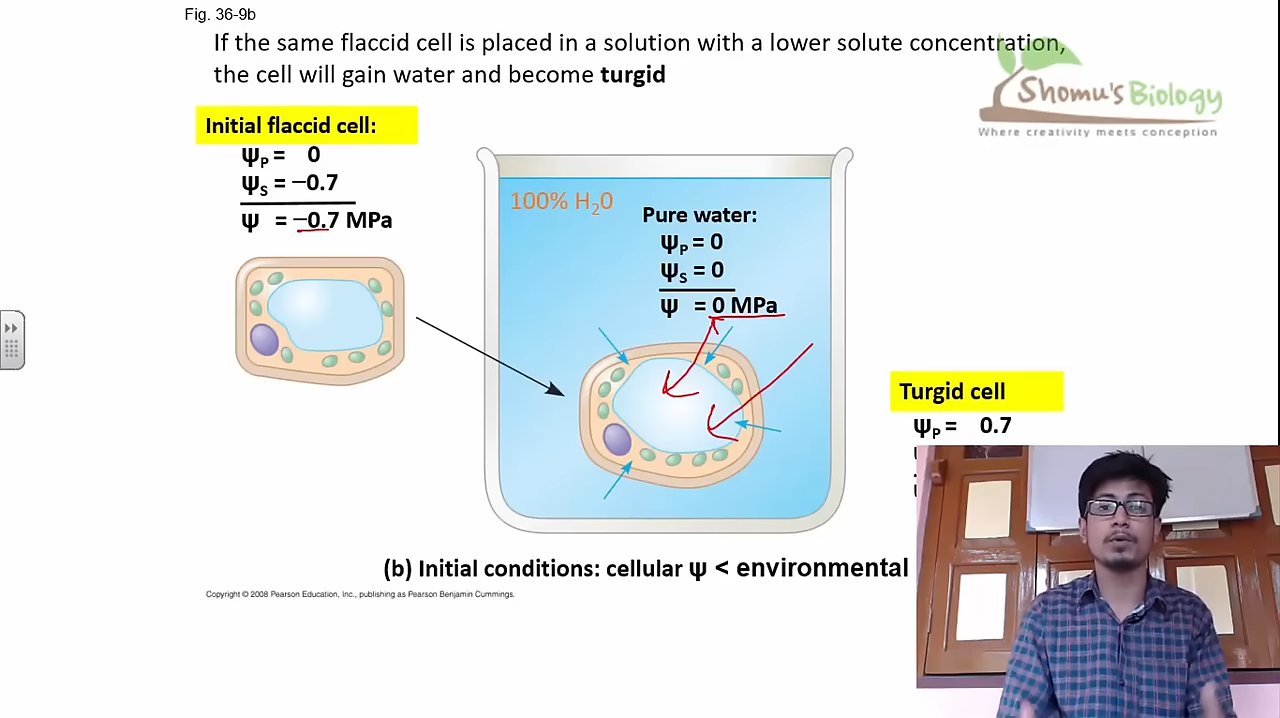 Fig. 36-9b
If the same flaccid cell is placed in a solution with a lower solute concentration,
the cell will gain water and become turgid
Shomu's Biology
Where creativity meets conception
Initial flaccid cell:
ΨP = 0
ΨS = −0.7
Ψ = −0.7 MPa
100% H20
Pure water:
ΨP = 0
ΨS = 0
Ψ = 0 MPa
Turgid cell
ΨP = 0.7
(b) Initial conditions: cellular ψ < environmental
Copyright © 2008 Pearson Education, Inc., publishing as Pearson Benjamin Cummings.